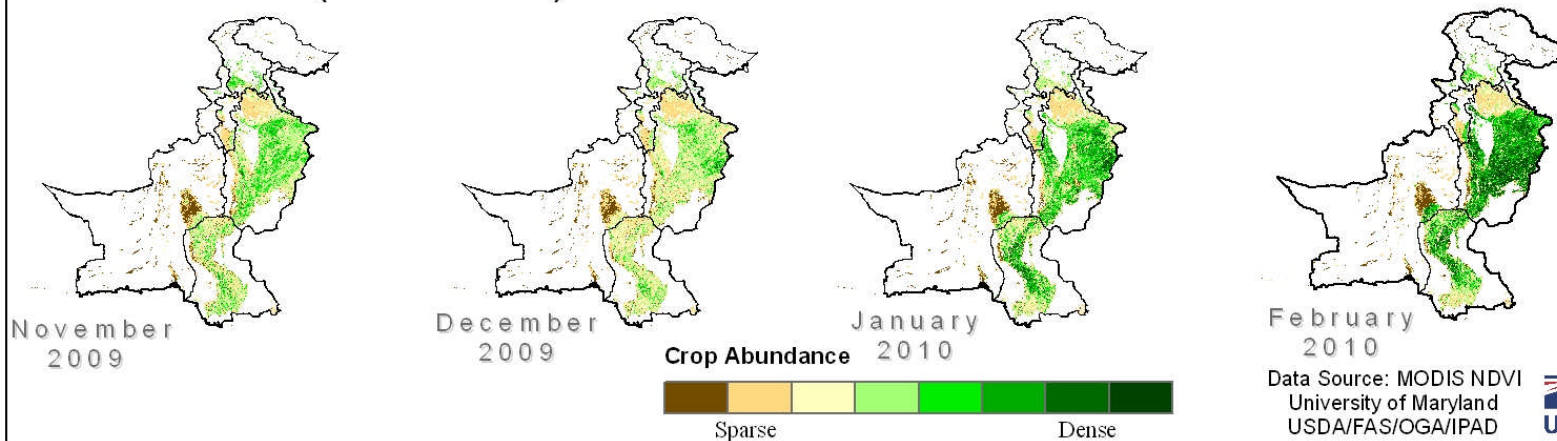 November
2009
December
2009
January
2010
February
2010
Crop Abundance
Sparse Dense
Data Source: MODIS NDVI
University of Maryland
USDA/FAS/OGA/IPAD